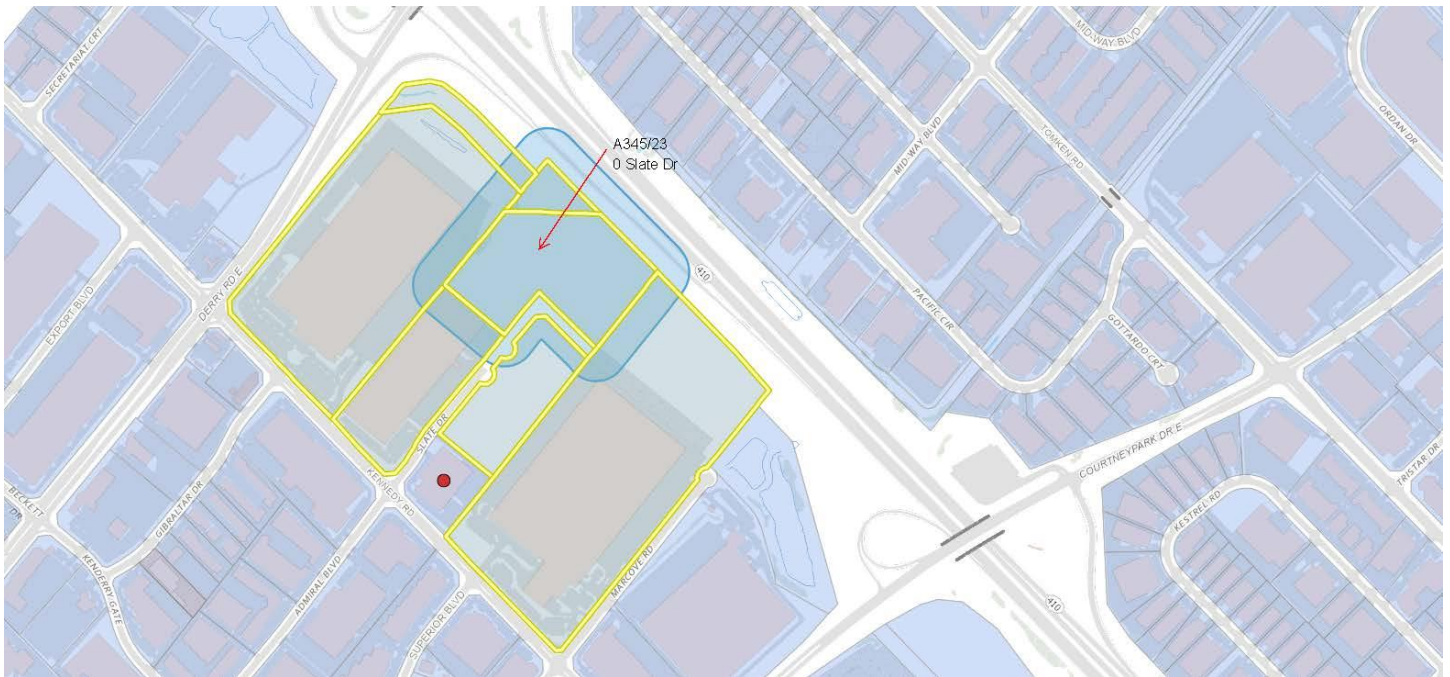 SECRETARIAT CRT
MID-WAY BLVD
ORDAN DR
TOMKEN RD
MID-WAY BLVD
A345/23
0 Slate Dr
410
EXPORT BLVD
DERRY RD E
PACIFIC CIR
GOTTARDO CRT
SLATE DR
COURTNEYPARK DR E
TRISTAR DR
KENNEDY RD
BECKETT
DR
GIBRALTAR DR
KESTREL RD
MARCOVE RD
KENDERRY GATE
ADMIRAL BLVD
SUPERIOR BLVD
410